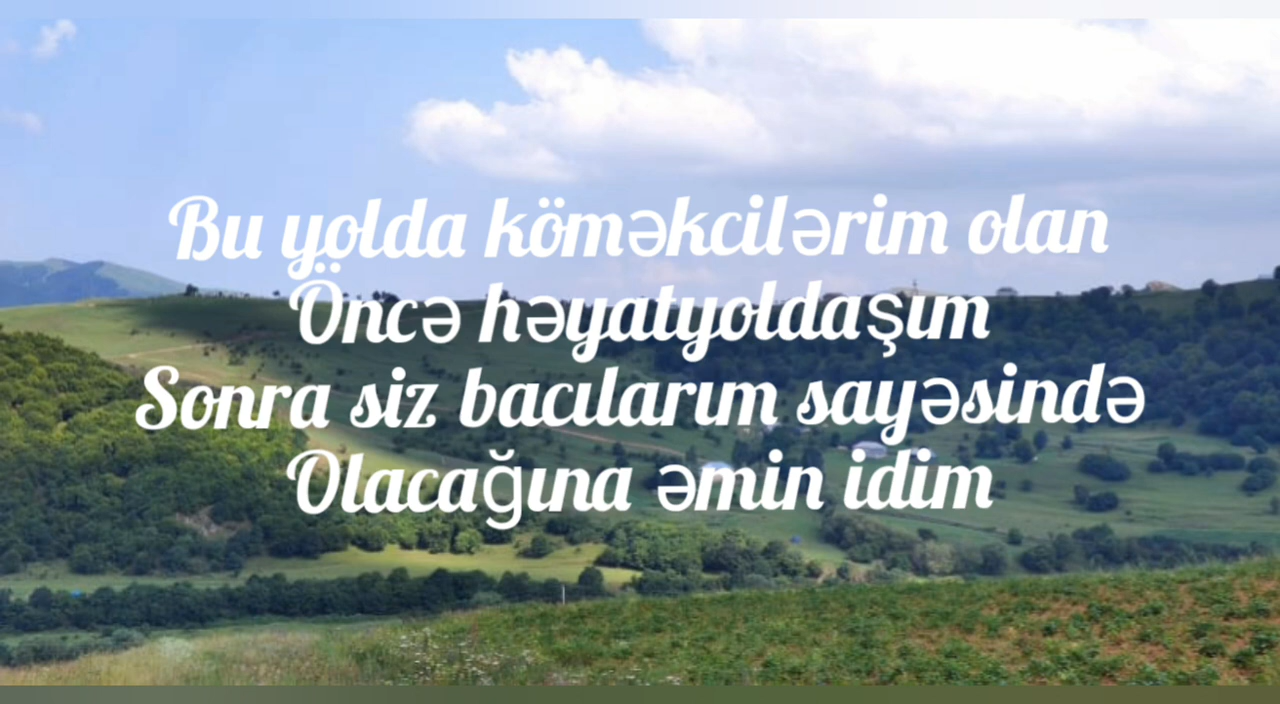 Bu yolda köməkcilərim olan
Öncə həyatyoldaşım
Sonra siz bacılarım sayəsində
Olacağına əmin idim